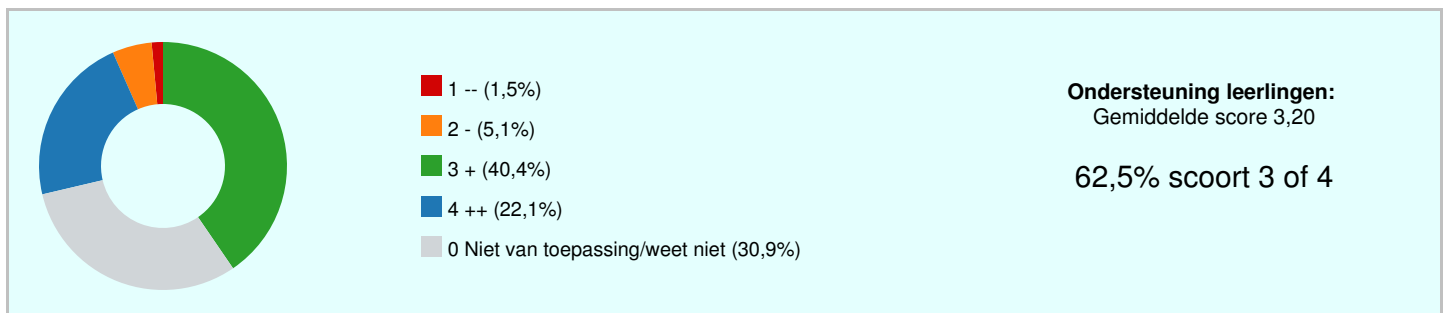 1 -- (1,5%)
2 - (5,1%)
3 + (40,4%)
4 ++ (22,1%)
0 Niet van toepassing/weet niet (30,9%)
Ondersteuning leerlingen:
Gemiddelde score 3,20
62,5% scoort 3 of 4